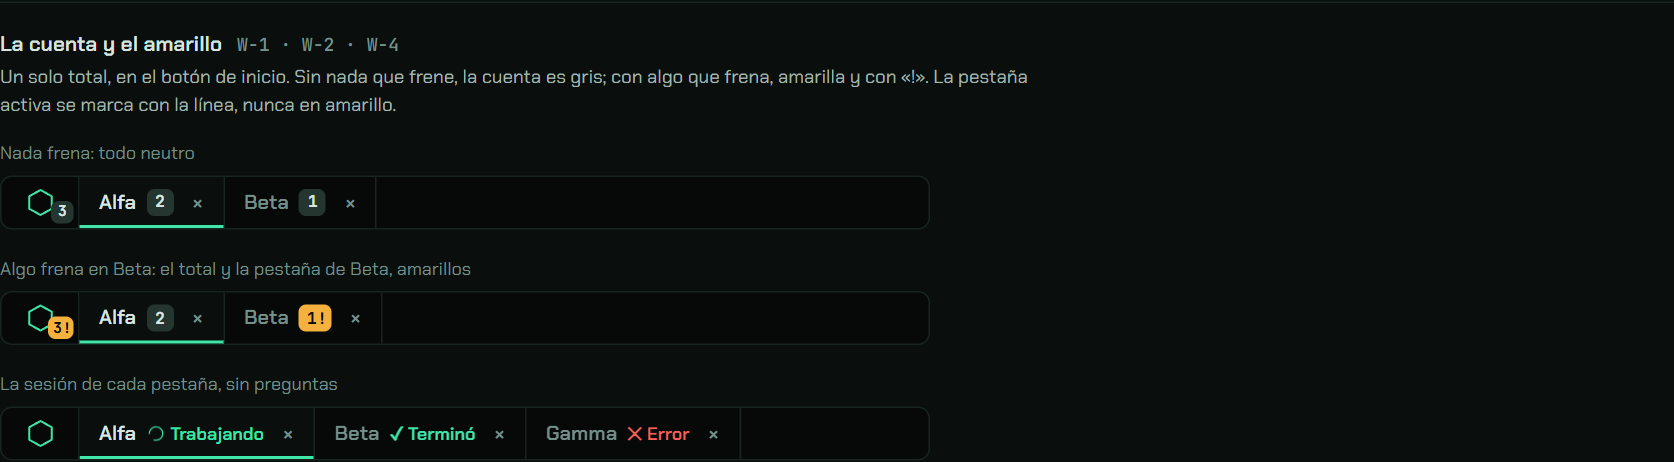 La cuenta y el amarillo W-1 · W-2 · W-4
Un solo total, en el botón de inicio. Sin nada que frene, la cuenta es gris; con algo que frena, amarilla y con «!». La pestaña
activa se marca con la línea, nunca en amarillo.
Nada frena: todo neutro
3 Alfa 2 × Beta 1 ×
Algo frena en Beta: el total y la pestaña de Beta, amarillos
3! Alfa 2 × Beta 1! ×
La sesión de cada pestaña, sin preguntas
Alfa Trabajando × Beta ✓ Terminó × Gamma ✕ Error ×